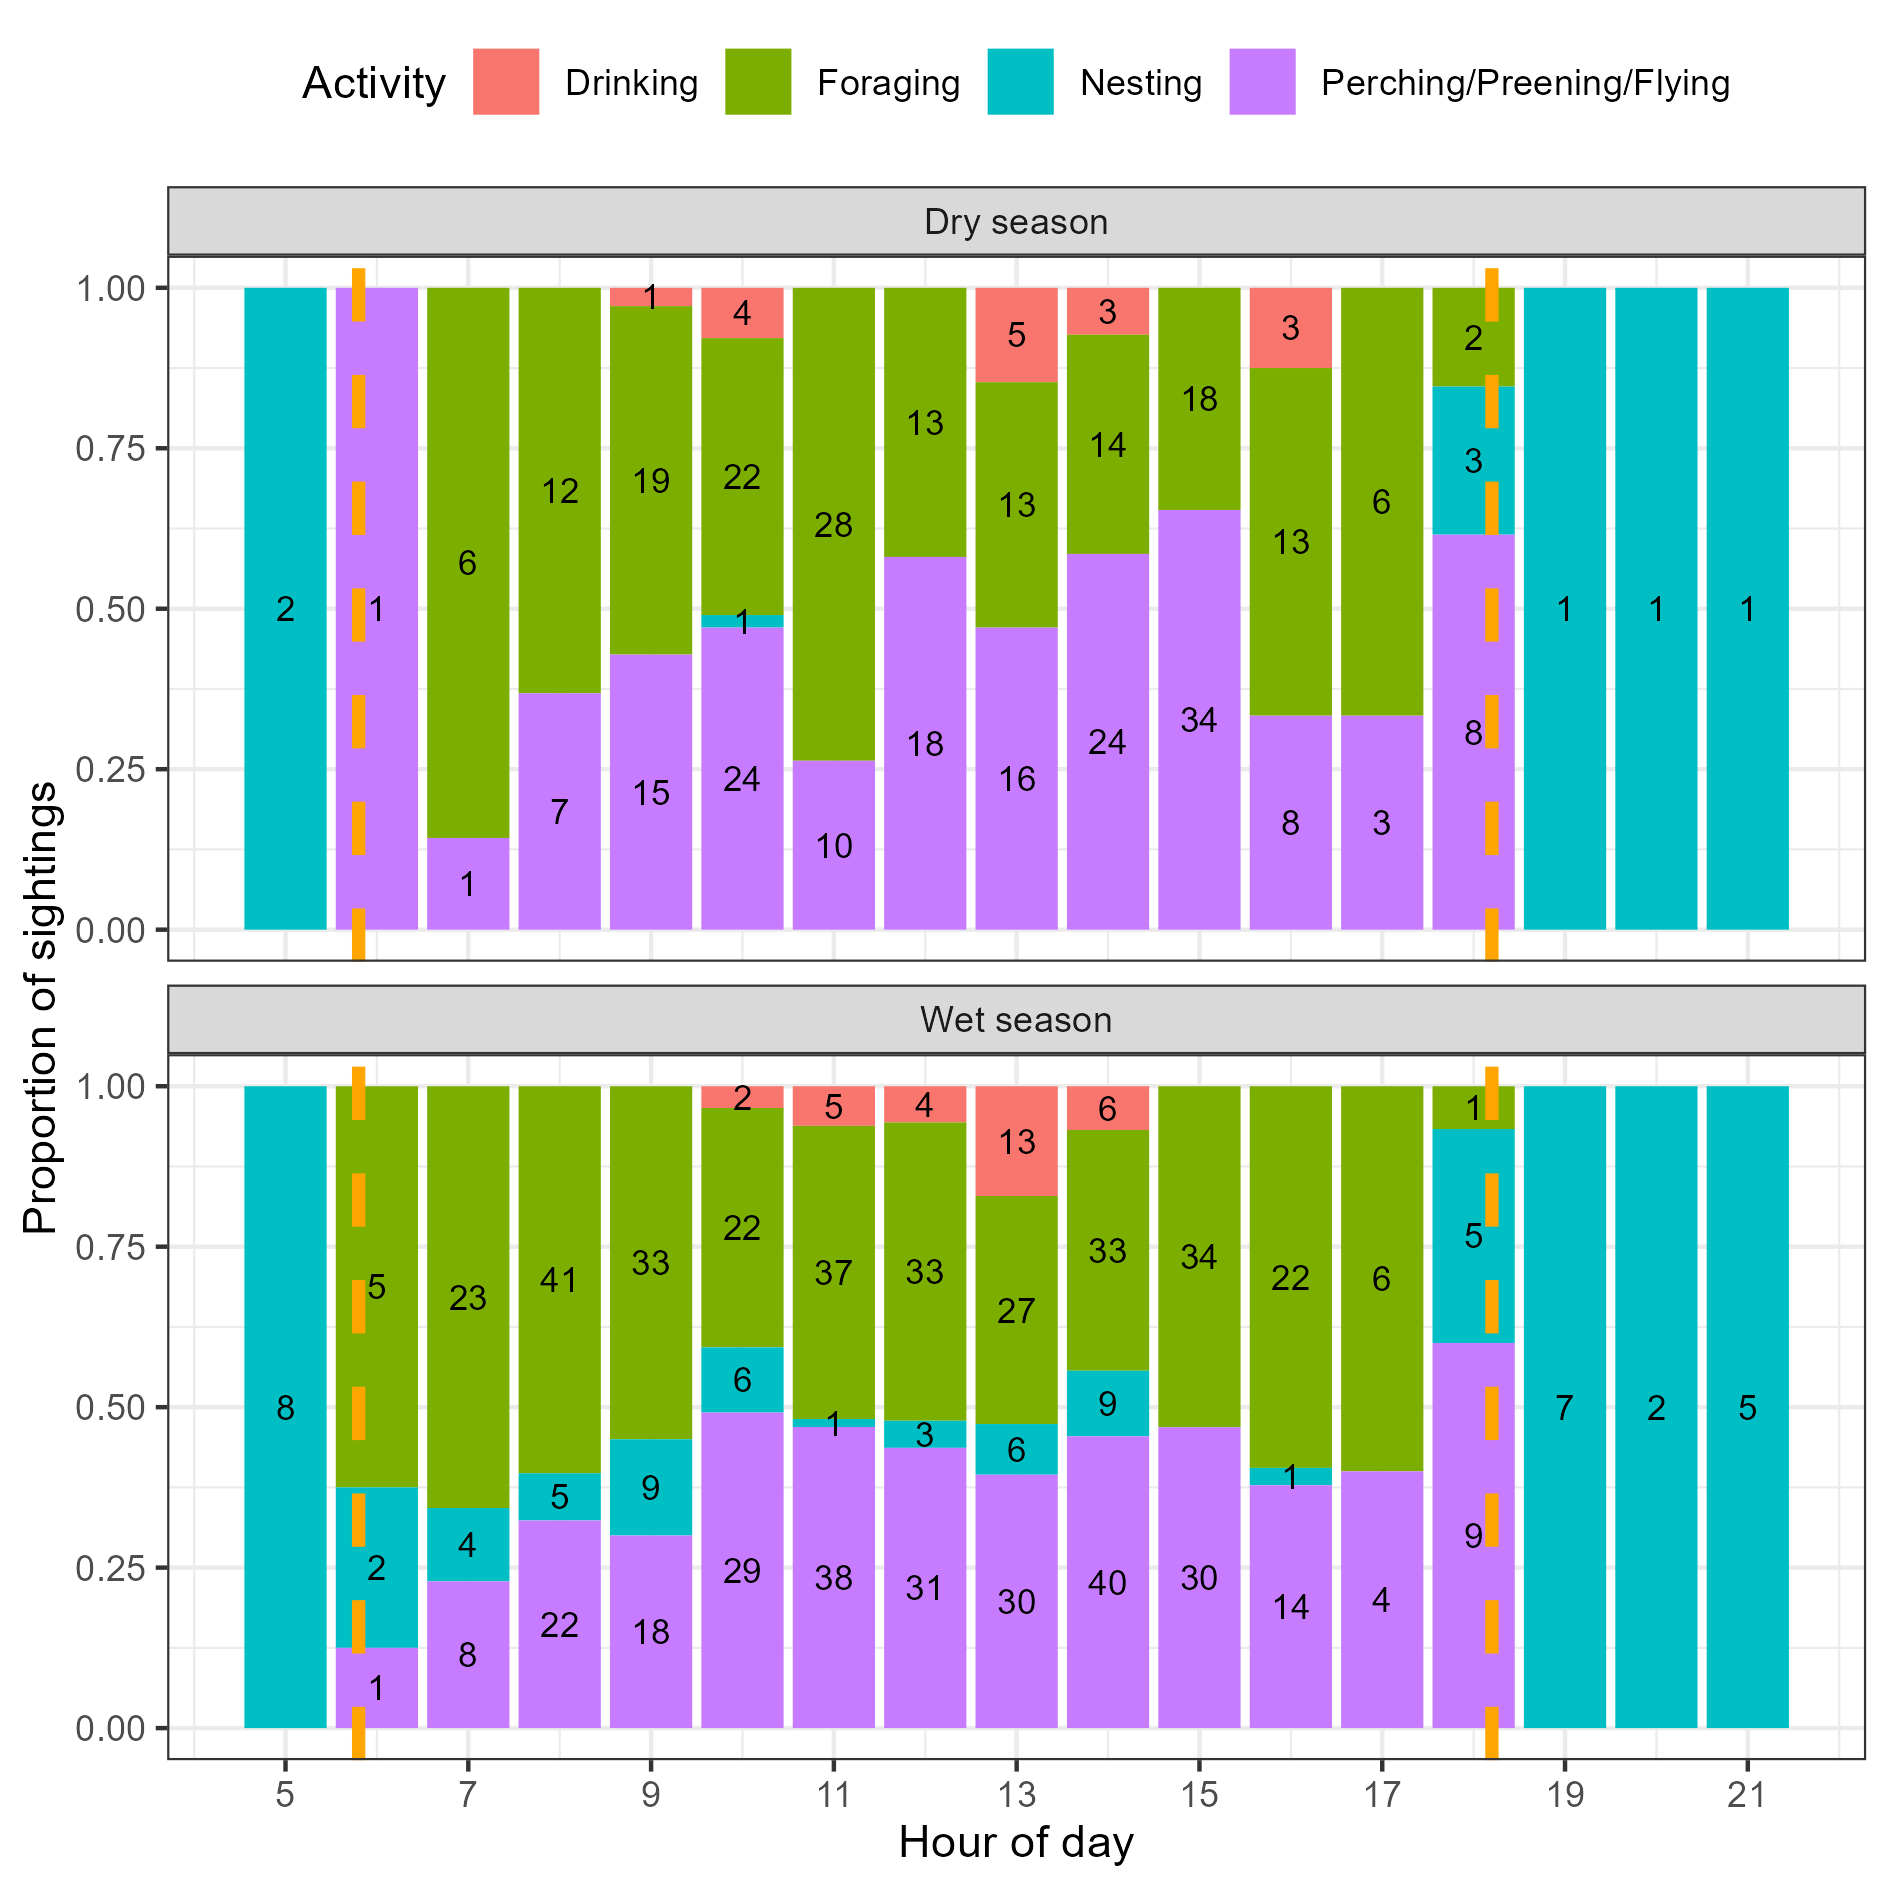 Activity Drinking Foraging Nesting Perching/Preening/Flying
Dry season
1.00
0.75
0.50
0.25
0.00
1 4 5 3 3 2
12 19 22 28 13 13 14 18 13 6 3
6
2 1 1 1 1 1
7 15 24 10 18 16 24 34 8 3 8
1
Proportion of sightings
Wet season
1.00
0.75
0.50
0.25
0.00
2 5 4 13 6 1
5 23 41 33 22 37 33 27 33 34 22 6 5
8 2 4 5 9 6 1 3 6 9 1 7 2 5
1 8 22 18 29 38 31 30 40 30 14 4 9
5 7 9 11 13 15 17 19 21
Hour of day